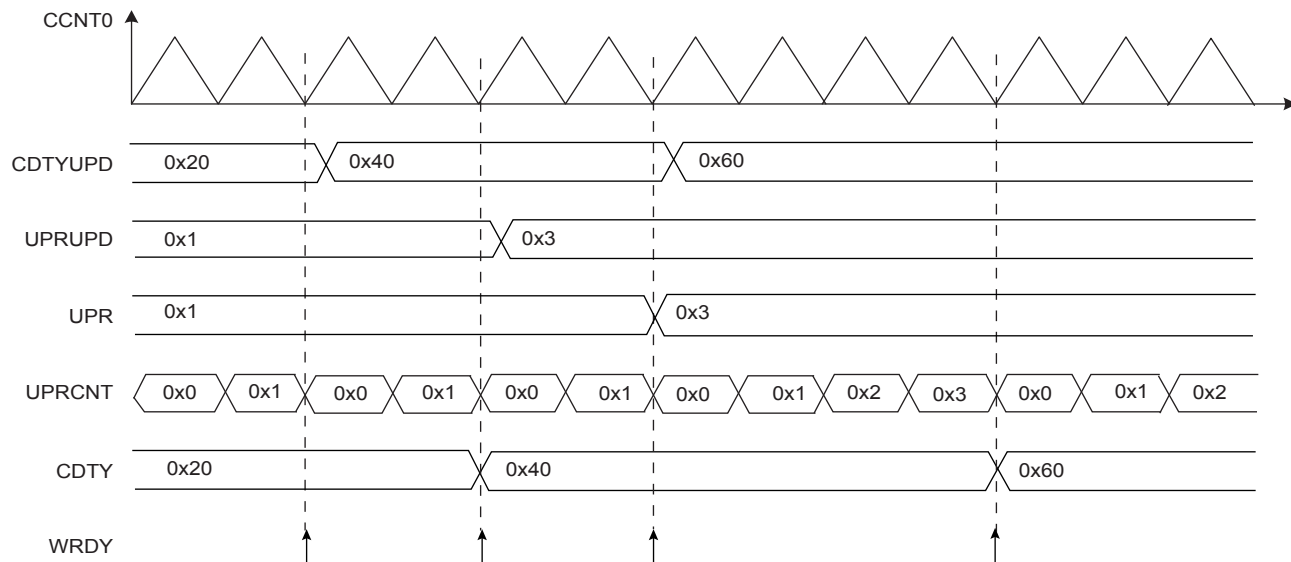 CCNT0
CDTYUPD 0x20 0x40 0x60
UPRUPD 0x1 0x3
UPR 0x1 0x3
UPRCNT 0x0 0x1 0x0 0x1 0x0 0x1 0x0 0x1 0x2 0x3 0x0 0x1 0x2
CDTY 0x20 0x40 0x60
WRDY